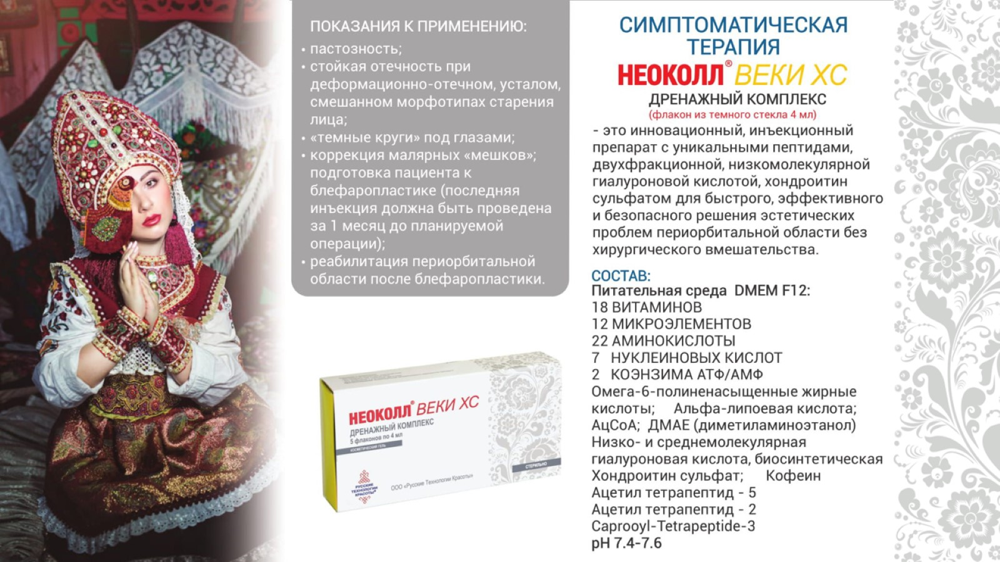 ПОКАЗАНИЯ К ПРИМЕНЕНИЮ:
• пастозность;
• стойкая отечность при
деформационно-отечном, усталом,
смешанном морфотипах старения
лица;
• «темные круги» под глазами;
• коррекция малярных «мешков»;
подготовка пациента к
блефаропластике (последняя
инъекция должна быть проведена
за 1 месяц до планируемой
операции);
• реабилитация периорбитальной
области после блефаропластики.
НЕОКОЛЛ® ВЕКИ ХС
ДРЕНАЖНЫЙ КОМПЛЕКС
5 флаконов по 4 мл
КОСМЕТИЧЕСКИЙ ГЕЛЬ
СТЕРИЛЬНО
РУССКИЕ
ТЕХНОЛОГИИ
КРАСОТЫ®
ООО «Русские Технологии Красоты»
СИМПТОМАТИЧЕСКАЯ
ТЕРАПИЯ
НЕОКОЛЛ® ВЕКИ ХС
ДРЕНАЖНЫЙ КОМПЛЕКС
(флакон из темного стекла 4 мл)
- это инновационный, инъекционный
препарат с уникальными пептидами,
двухфракционной, низкомолекулярной
гиалуроновой кислотой, хондроитин
сульфатом для быстрого, эффективного
и безопасного решения эстетических
проблем периорбитальной области без
хирургического вмешательства.
СОСТАВ:
Питательная среда DMEM F12:
18 ВИТАМИНОВ
12 МИКРОЭЛЕМЕНТОВ
22 АМИНОКИСЛОТЫ
7 НУКЛЕИНОВЫХ КИСЛОТ
2 КОЭНЗИМА АТФ/АМФ
Омега-6-полиненасыщенные жирные
кислоты; Альфа-липоевая кислота;
АцСоА; ДМАЕ (диметиламиноэтанол)
Низко- и среднемолекулярная
гиалуроновая кислота, биосинтетическая
Хондроитин сульфат; Кофеин
Ацетил тетрапептид - 5
Ацетил тетрапептид - 2
Caprooyl-Tetrapeptide-3
pH 7.4-7.6